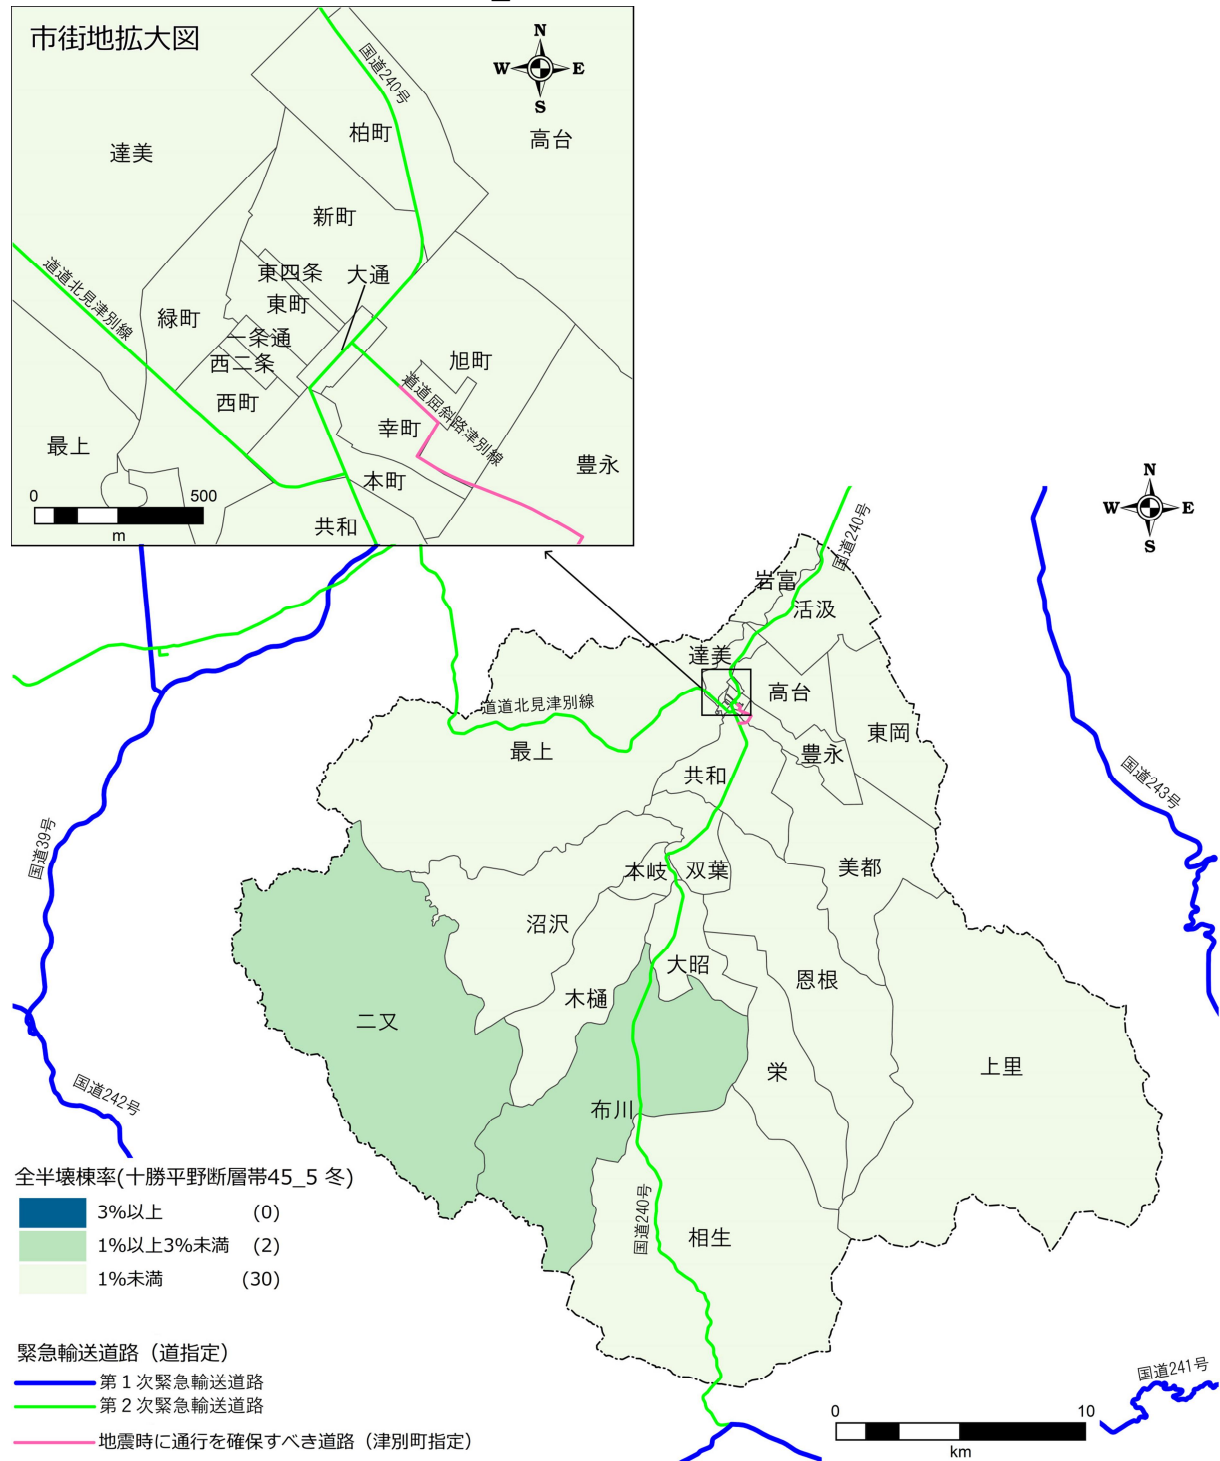 市街地拡大図
N
W
E
S
国道240号
柏町
高台
達美
新町
東四条
大通
道道北見津別線
東町
緑町
一条通
西二条
旭町
西町
道道屈斜路津別線
幸町
最上
豊永
本町
0
500
m
共和
N
W
E
S
国道240号
岩富
活汲
達美
高台
道道北見津別線
東岡
最上
豊永
共和
国道243号
国道39号
本岐
双葉
美都
沼沢
大昭
恩根
木樋
二又
上里
栄
国道242号
布川
全半壊棟率(十勝平野断層帯45_5 冬)
3%以上 (0)
1%以上3%未満 (2)
1%未満 (30)
国道240号
相生
緊急輸送道路（道指定）
第１次緊急輸送道路
第２次緊急輸送道路
地震時に通行を確保すべき道路（津別町指定）
国道241号
0
10
km